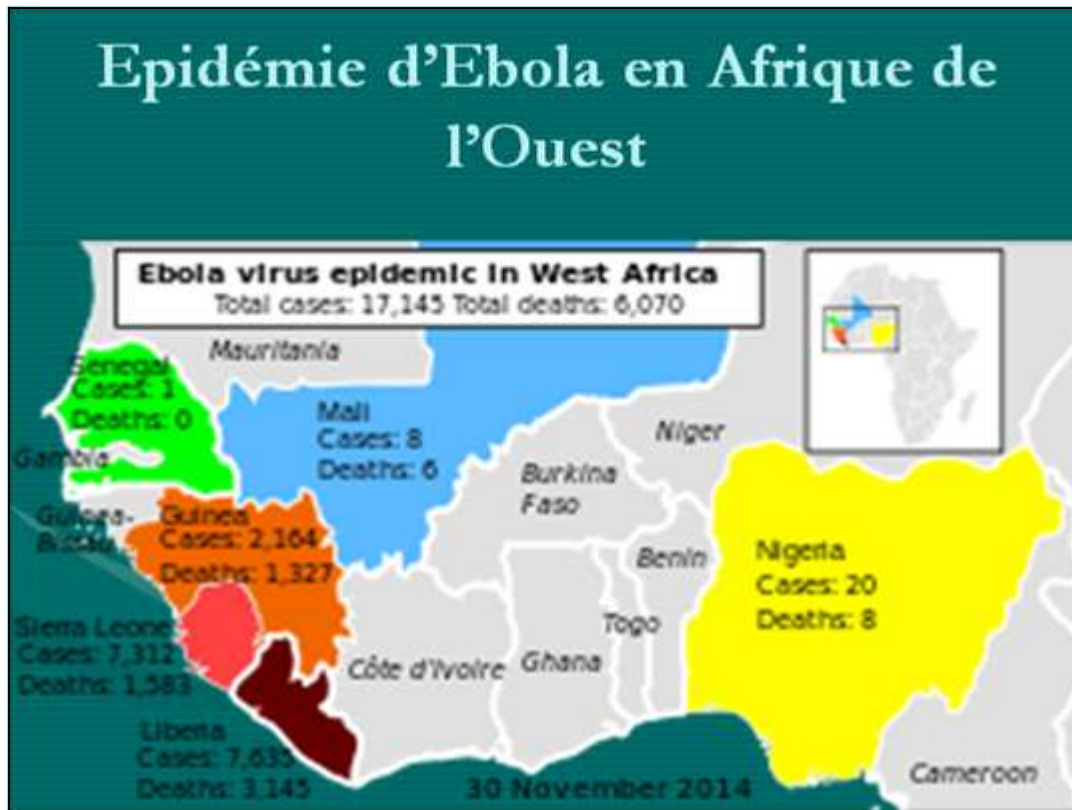 Epidémie d’Ebola en Afrique de
l’Ouest
Ebola virus epidemic in West Africa
Total cases: 17,145 Total deaths: 6,070
Mauritania
Senegal
Cases: 1
Deaths: 0
Gambia
Mali
Cases: 8
Deaths: 6
Niger
Burkina
Faso
Guinea-
Bissau
Guinea
Cases: 2,164
Deaths: 1,327
Benin
Nigeria
Cases: 20
Deaths: 8
Sierra Leone
Cases: 7,312
Deaths: 1,583
Côte d'Ivoire
Ghana
Togo
Liberia
Cases: 7,635
Deaths: 3,145
30 November 2014
Cameroon